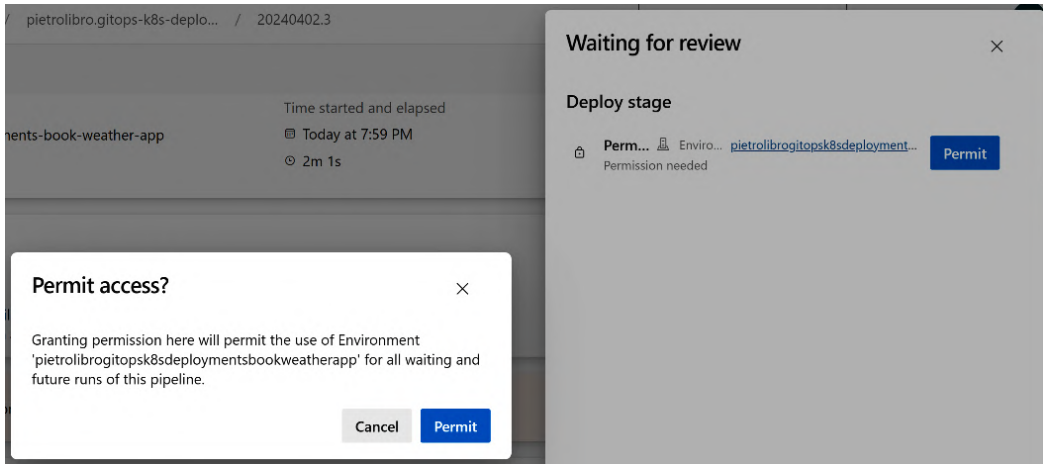 / pietrolibro.gitops-k8s-deplo... / 20240402.3
Time started and elapsed
nents-book-weather-app
Today at 7:59 PM
2m 1s
Waiting for review
Deploy stage
Perm... Enviro... pietrolibrogitopsk8sdeployment...
Permission needed
Permit
Permit access?
Granting permission here will permit the use of Environment
'pietrolibrogitopsk8sdeploymentsbookweatherapp' for all waiting and
future runs of this pipeline.
Cancel Permit